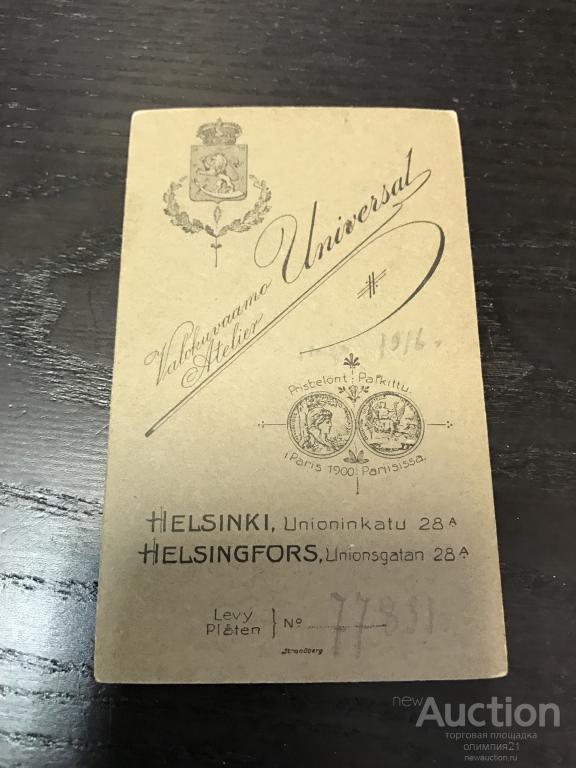 Valokuvaamo
Atelier
Universal
1916
Prisbelönt Palkittu
i Paris 1900 Pariisissa.
HELSINKI, Unioninkatu 28 A
HELSINGFORS, Unionsgatan 28 A
Levy
Plåten } No 77831
Strandberg
newAuction
торговая площадка
олимпия21
newauction.ru